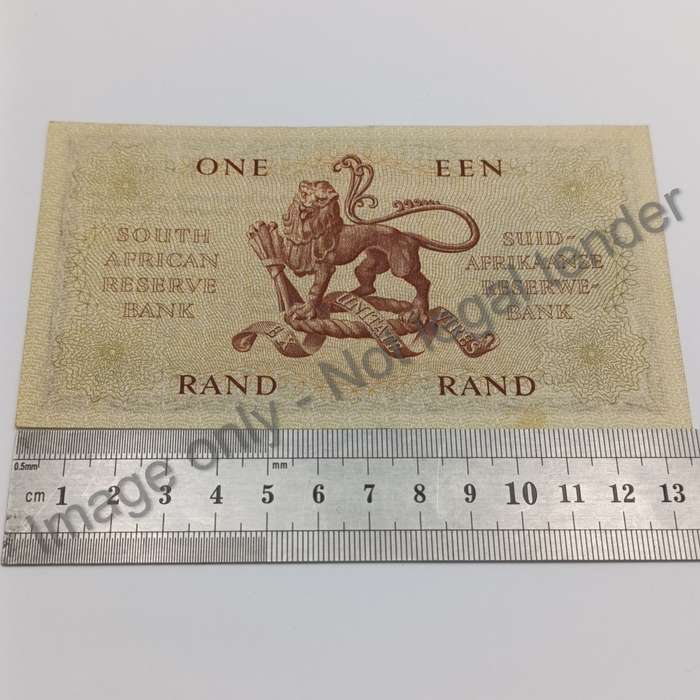 ONE EEN
SOUTH
AFRICAN
RESERVE
BANK
SUID-
AFRIKAANSE
RESERWE-
BANK
EX UNITATE VIRES
RAND RAND
0.5mm mm
cm 1 2 3 4 5 6 7 8 9 10 11 12 13
Image only - Not legal tender